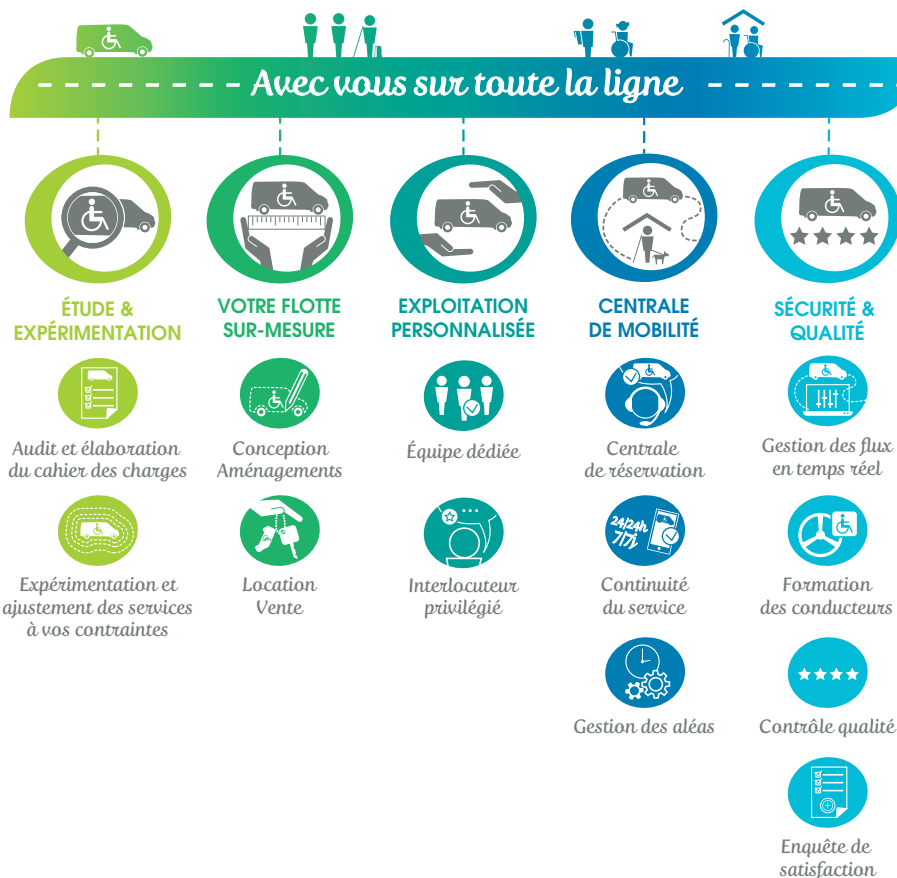 Avec vous sur toute la ligne
ÉTUDE &
EXPÉRIMENTATION
Audit et élaboration
du cahier des charges
Expérimentation et
ajustement des services
à vos contraintes
VOTRE FLOTTE
SUR-MESURE
Conception
Aménagements
Location
Vente
EXPLOITATION
PERSONNALISÉE
Équipe dédiée
Interlocuteur
privilégié
CENTRALE
DE MOBILITÉ
Centrale
de réservation
24/24h
7/7j
Continuité
du service
Gestion des aléas
SÉCURITÉ &
QUALITÉ
Gestion des flux
en temps réel
Formation
des conducteurs
Contrôle qualité
Enquête de
satisfaction